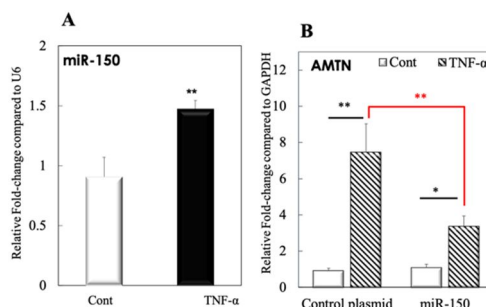 A
miR-150
Relative Fold-change compared to U6
2
1.5
1
0.5
0
**
Cont
TNF-α
B
AMTN
Cont
TNF-α
Relative Fold-change compared to GAPDH
12
10
8
6
4
2
0
**
**
*
Control plasmid
miR-150